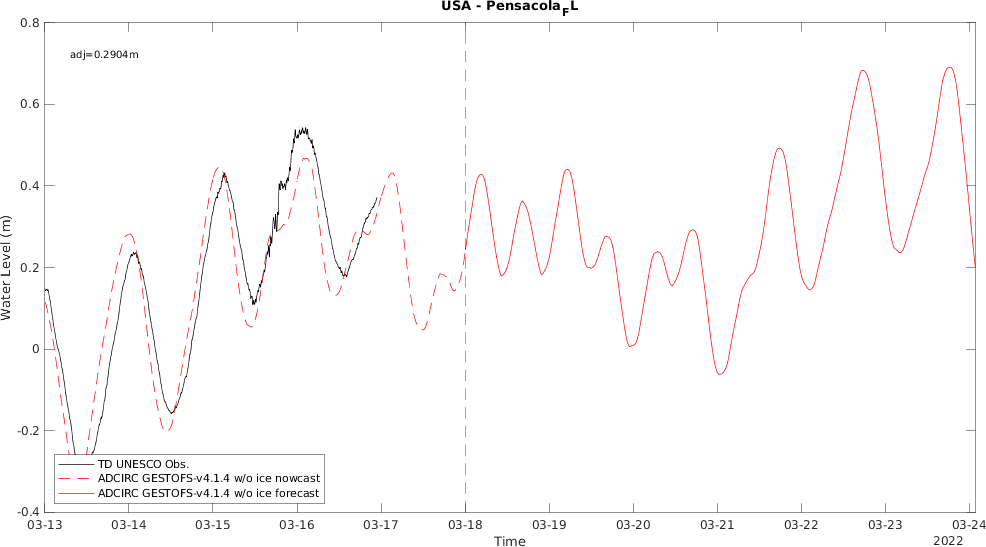 USA - Pensacola_FL
adj=0.2904m
0.8
0.6
0.4
0.2
0
-0.2
-0.4
Water Level (m)
TD UNESCO Obs.
ADCIRC GESTOFS-v4.1.4 w/o ice nowcast
ADCIRC GESTOFS-v4.1.4 w/o ice forecast
03-13 03-14 03-15 03-16 03-17 03-18 03-19 03-20 03-21 03-22 03-23 03-24
Time
2022